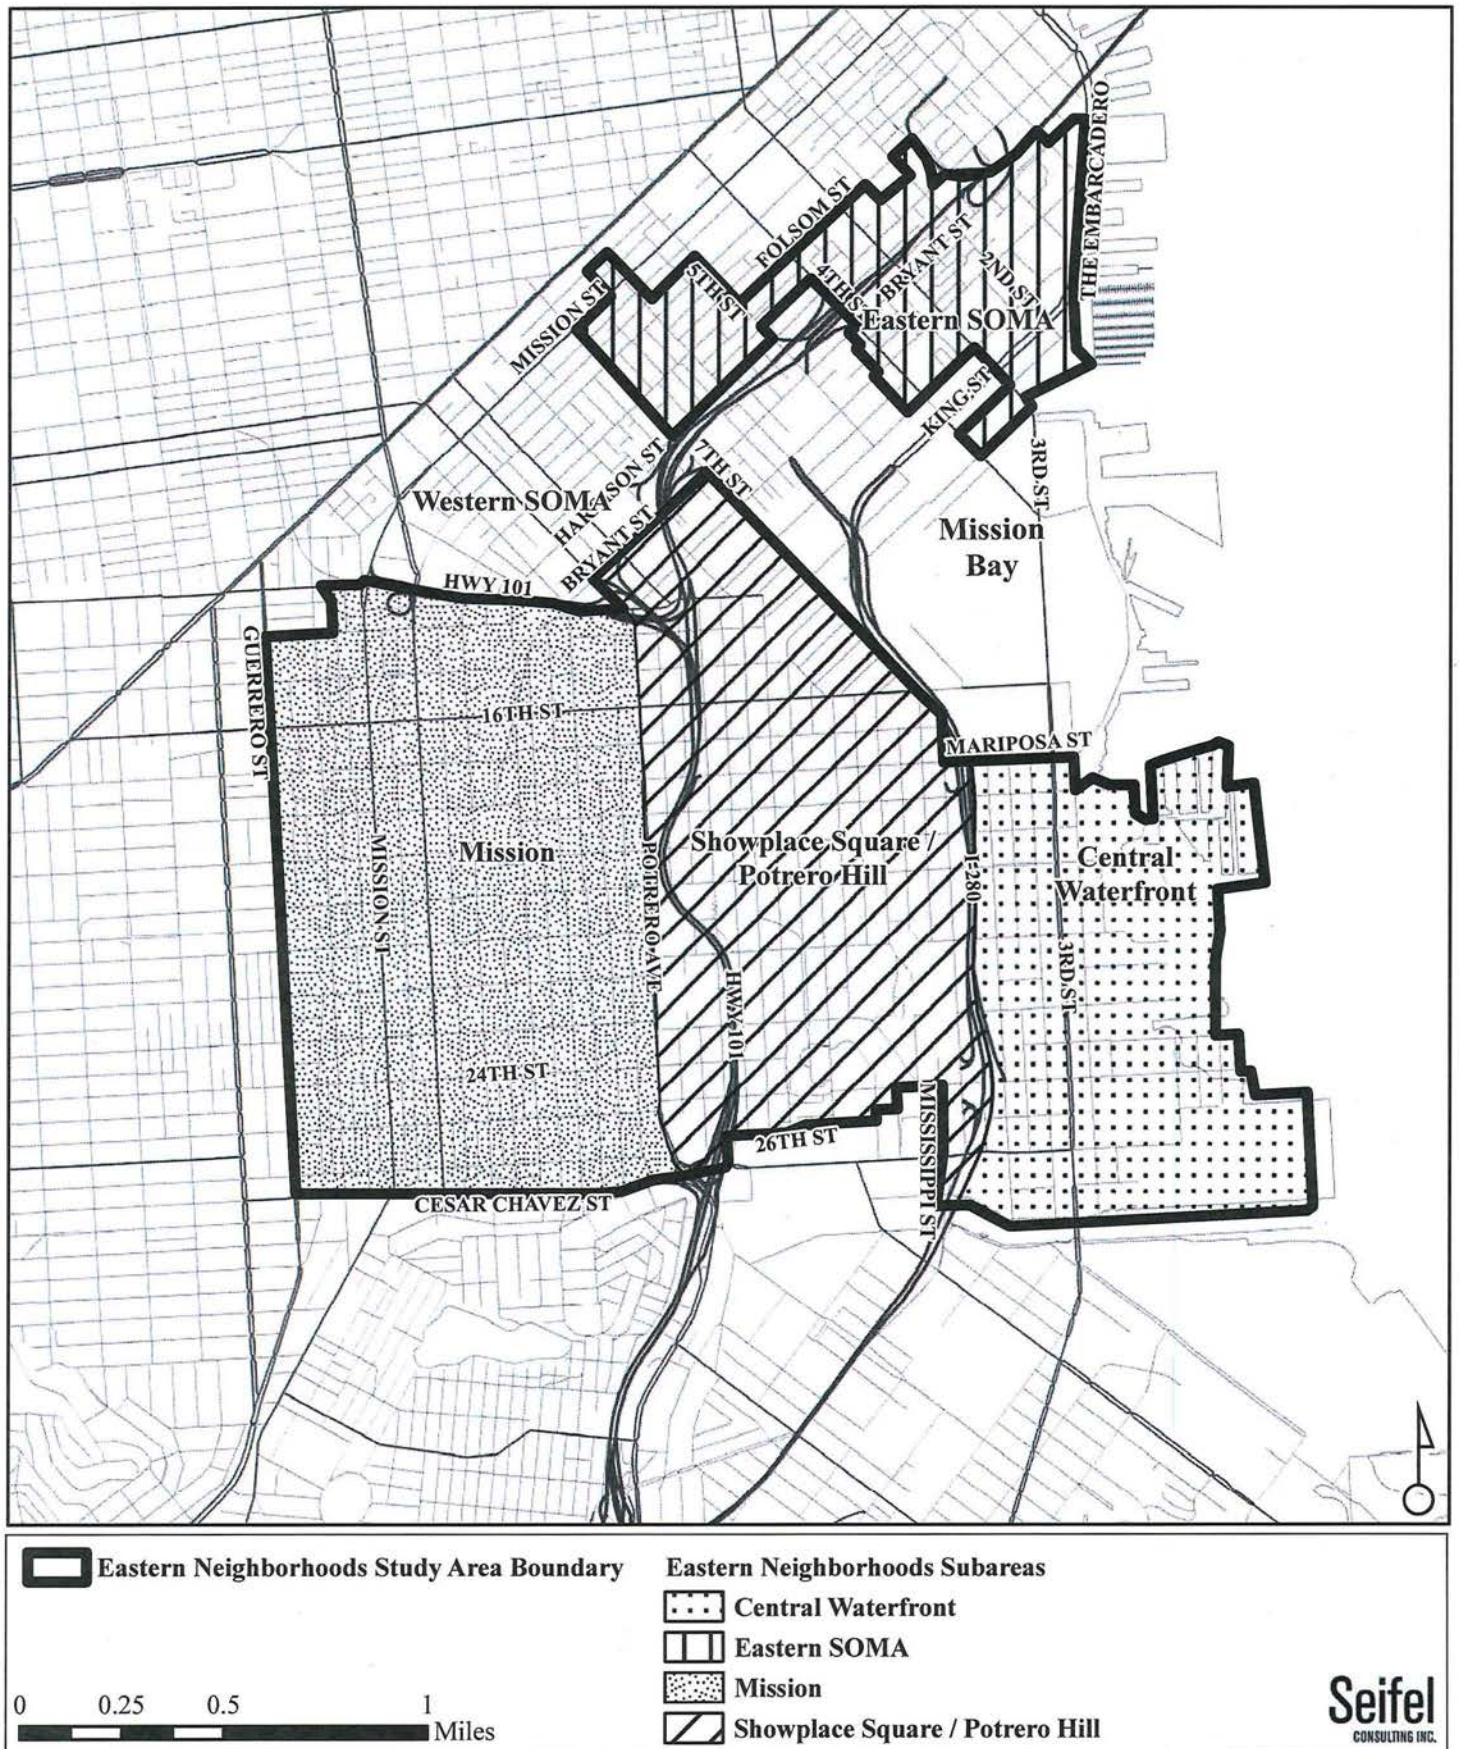 THE EMBARCADERO
FOLSOM ST
BRYANT ST
2ND ST
4TH S
5TH ST
MISSION ST
Eastern SOMA
KING ST
3RD ST
7TH ST
HARRISON ST
BRYANT ST
Western SOMA
Mission
Bay
HWY 101
GUERRERO ST
16TH ST
MARIPOSA ST
MISSION ST
Mission
POTRERO AVE
Showplace Square /
Potrero Hill
I-280
Central
Waterfront
3RD ST
HWY 101
24TH ST
26TH ST
MISSISSIPPI ST
CESAR CHAVEZ ST
Eastern Neighborhoods Study Area Boundary
Eastern Neighborhoods Subareas
Central Waterfront
Eastern SOMA
Mission
Showplace Square / Potrero Hill
0 0.25 0.5 1
Miles
Seifel
CONSULTING INC.